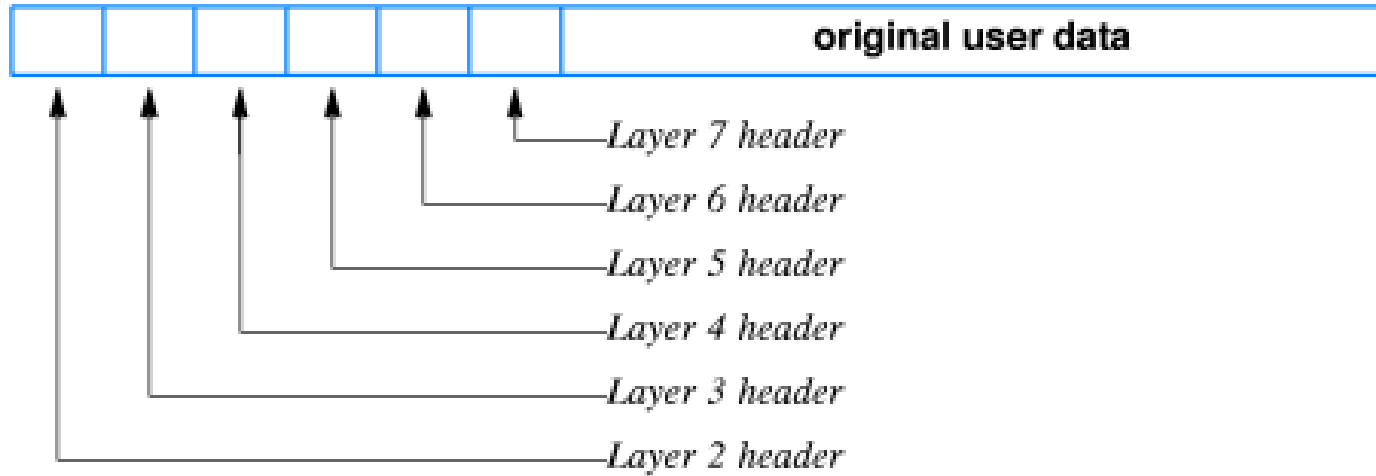 original user data
Layer 7 header
Layer 6 header
Layer 5 header
Layer 4 header
Layer 3 header
Layer 2 header